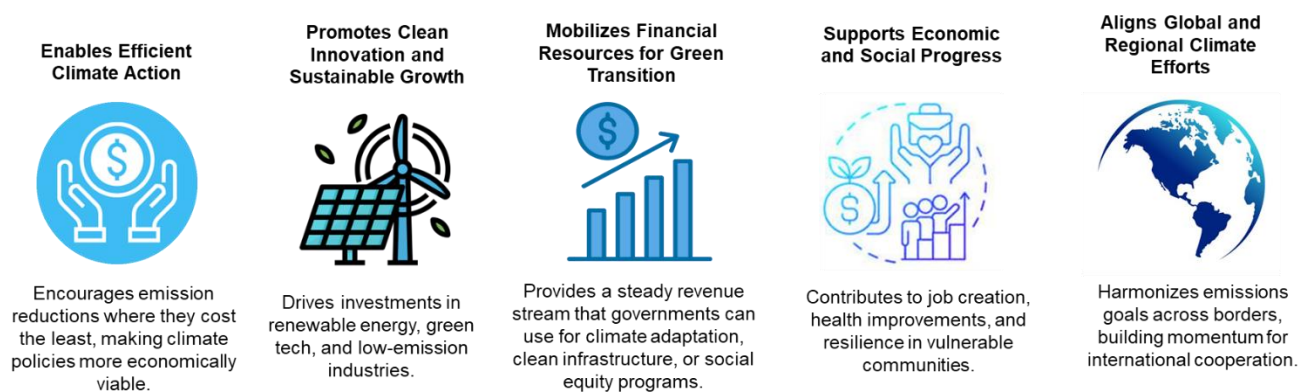 Enables Efficient
Climate Action
$
Encourages emission
reductions where they cost
the least, making climate
policies more economically
viable.
Promotes Clean
Innovation and
Sustainable Growth
Drives investments in
renewable energy, green
tech, and low-emission
industries.
Mobilizes Financial
Resources for Green
Transition
$
Provides a steady revenue
stream that governments can
use for climate adaptation,
clean infrastructure, or social
equity programs.
Supports Economic
and Social Progress
$
Contributes to job creation,
health improvements, and
resilience in vulnerable
communities.
Aligns Global and
Regional Climate
Efforts
Harmonizes emissions
goals across borders,
building momentum for
international cooperation.